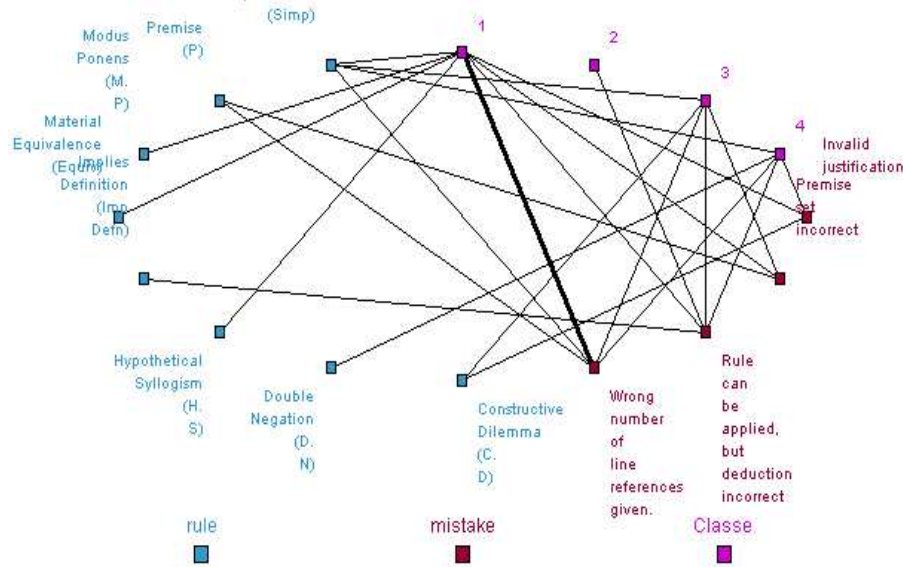 (Simp)
Premise
(P)
Modus
Ponens
(M.
P)
Material
Equivalence
(Equiv)
Implies
Definition
(Imp
Defn)
Hypothetical
Syllogism
(H.
S)
Double
Negation
(D.
N)
Constructive
Dilemma
(C.
D)
Wrong
number
of
line
references
given.
Rule
can
be
applied,
but
deduction
incorrect
Premise
set
incorrect
Invalid
justification
1
2
3
4
rule
mistake
Classe